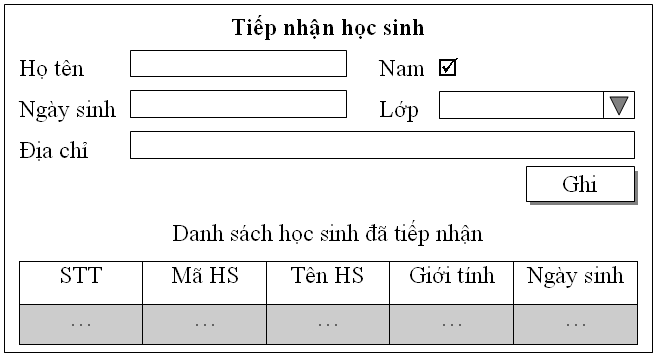 Tiếp nhận học sinh
Họ tên Nam
Ngày sinh Lớp
Địa chỉ
Ghi
Danh sách học sinh đã tiếp nhận
STT Mã HS Tên HS Giới tính Ngày sinh
... ... ... ... ...